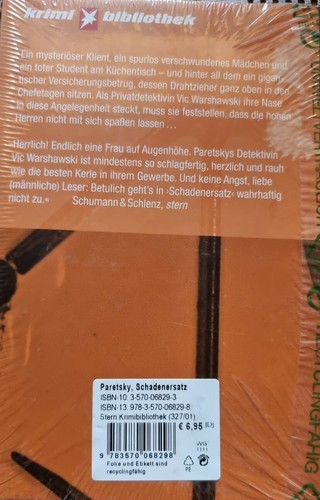 krimi bibliothek
Ein mysteriöser Klient, ein spurlos verschwundenes Mädchen und
ein toter Student am Küchentisch – und hinter all dem ein gigan-
tischer Versicherungsbetrug, dessen Drahtzieher ganz oben in den
Chefetagen sitzen. Als Privatdetektivin Vic Warshawski ihre Nase
in diese Angelegenheit steckt, muss sie feststellen, dass die hohen
Herren nicht mit sich spaßen lassen ...
»Herrlich! Endlich eine Frau auf Augenhöhe. Paretskys Detektivin
Vic Warshawski ist mindestens so schlagfertig, herzlich und rauh
wie die besten Kerle in ihrem Gewerbe. Und keine Angst, liebe
(männliche) Leser: Betulich geht's in ›Schadenersatz‹ wahrhaftig
nicht zu.« Schumann & Schlenz, stern
Paretsky, Schadenersatz
ISBN-10: 3-570-06829-3
ISBN-13: 978-3-570-06829-8
Stern Krimibibliothek (327/01)
€ 6,95 [D]
WG
1111
9 783570 068298
Folie und Etikett sind
recyclingfähig
PE
CYCLINGFÄHIG